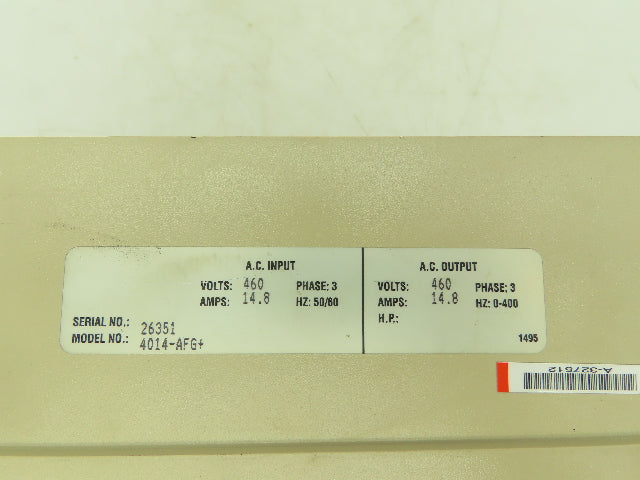 A.C. INPUT
VOLTS: 460 PHASE: 3
AMPS: 14.8 HZ: 50/60
SERIAL NO.: 26351
MODEL NO.: 4014-AFG+
A.C. OUTPUT
VOLTS: 460 PHASE: 3
AMPS: 14.8 HZ: 0-400
H.P.:
1495
A-327612